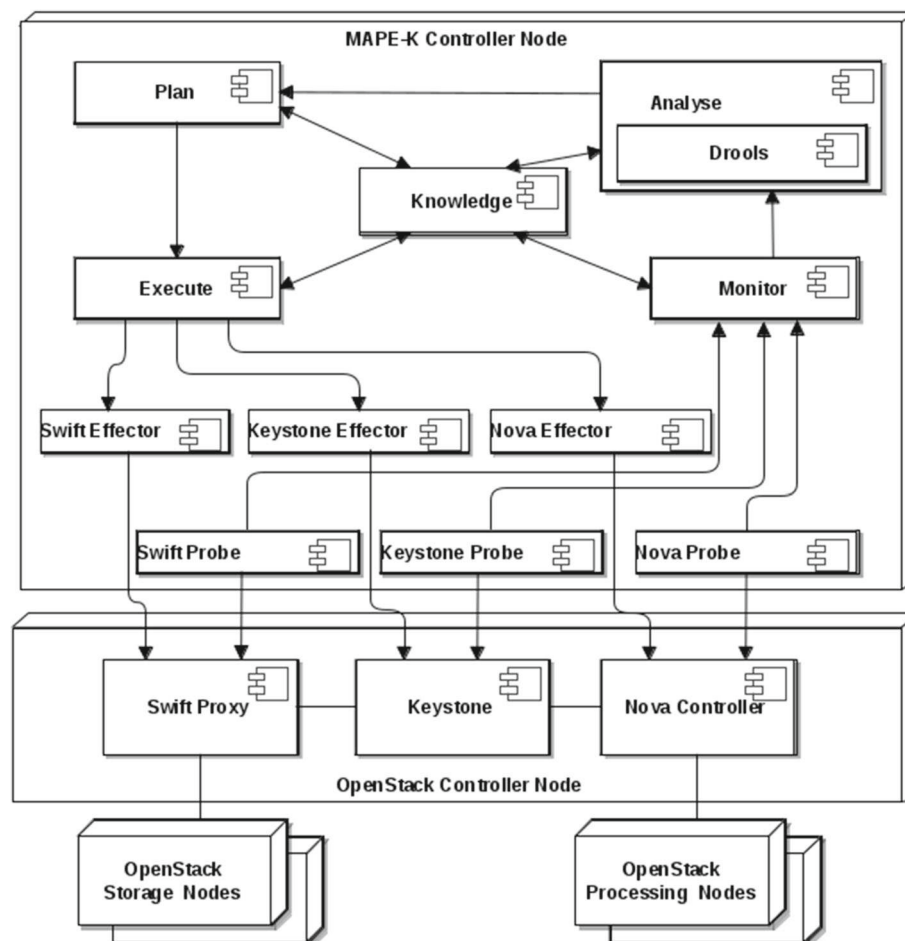 MAPE-K Controller Node
Plan
Analyse
Drools
Knowledge
Execute
Monitor
Swift Effector
Keystone Effector
Nova Effector
Swift Probe
Keystone Probe
Nova Probe
Swift Proxy
Keystone
Nova Controller
OpenStack Controller Node
OpenStack
Storage Nodes
OpenStack
Processing Nodes